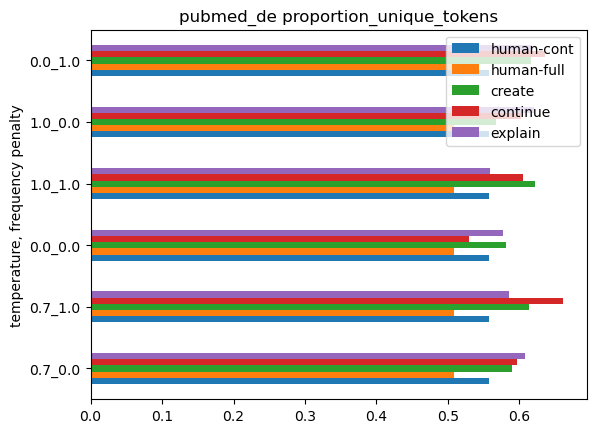 pubmed_de proportion_unique_tokens
temperature, frequency penalty
0.0_1.0
1.0_0.0
1.0_1.0
0.0_0.0
0.7_1.0
0.7_0.0
human-cont
human-full
create
continue
explain
0.0 0.1 0.2 0.3 0.4 0.5 0.6